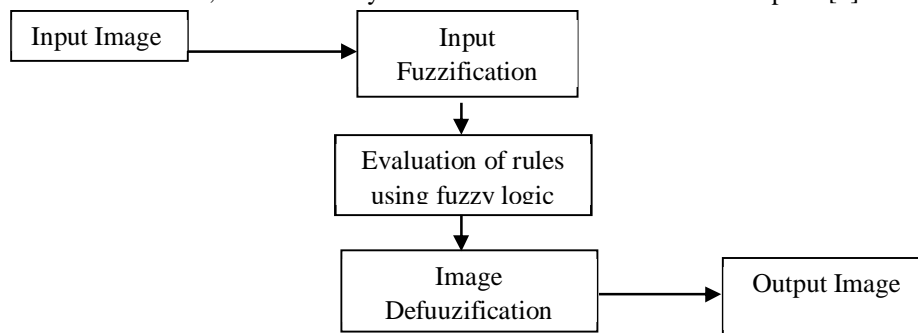 Input Image
Input
Fuzzification
Evaluation of rules
using fuzzy logic
Image
Defuuzification
Output Image